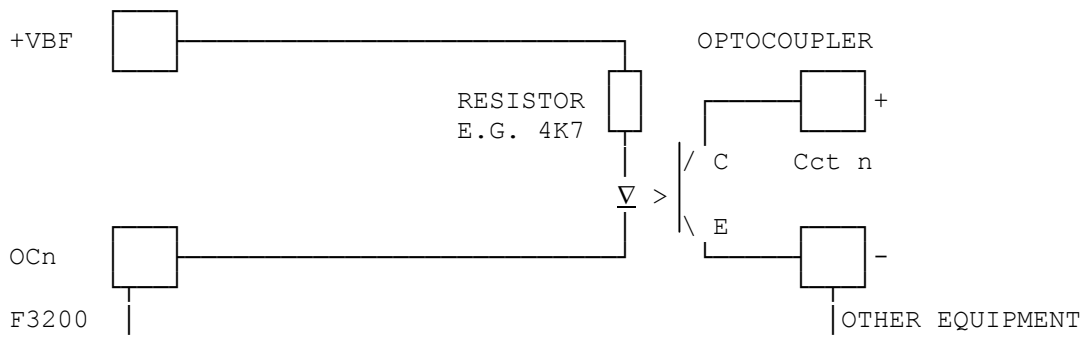 +VBF OPTOCOUPLER
RESISTOR +
E.G. 4K7
C Cct n
E
OCn -
F3200 OTHER EQUIPMENT